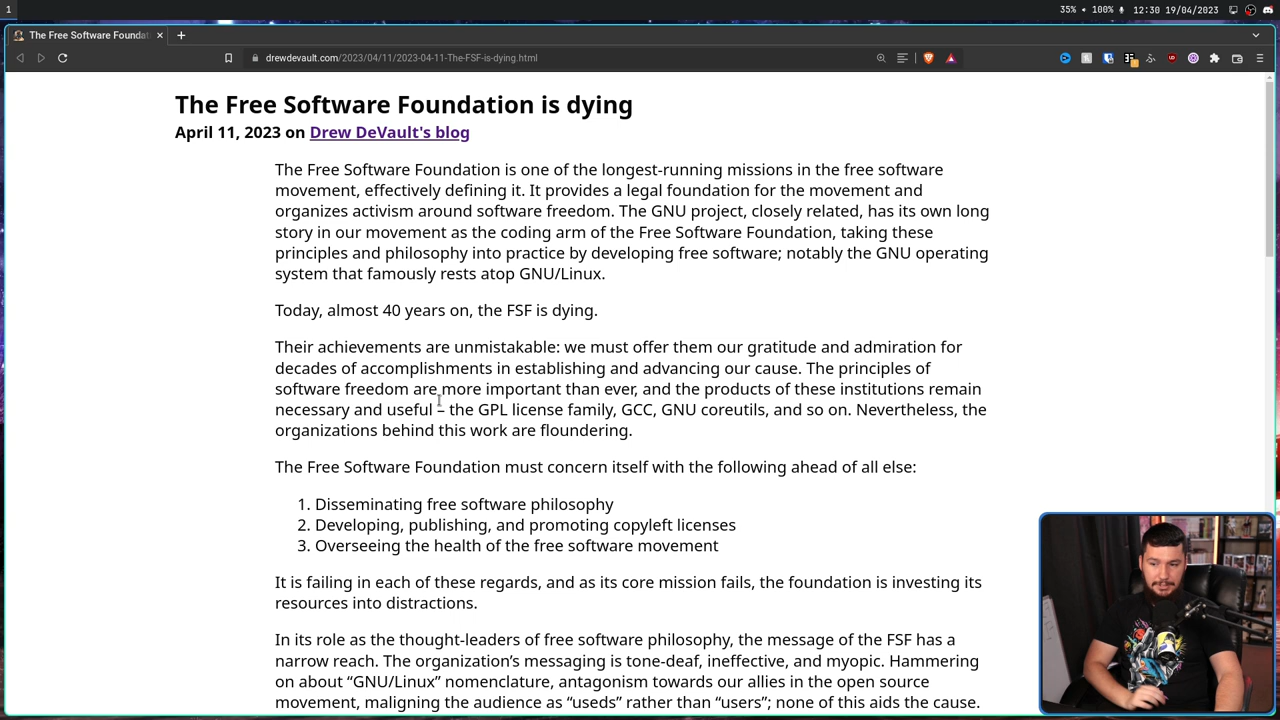 1
35% 100% 12:30 19/04/2023
The Free Software Foundat
drewdevault.com/2023/04/11/2023-04-11-The-FSF-is-dying.html
The Free Software Foundation is dying
April 11, 2023 on Drew DeVault's blog
The Free Software Foundation is one of the longest-running missions in the free software
movement, effectively defining it. It provides a legal foundation for the movement and
organizes activism around software freedom. The GNU project, closely related, has its own long
story in our movement as the coding arm of the Free Software Foundation, taking these
principles and philosophy into practice by developing free software; notably the GNU operating
system that famously rests atop GNU/Linux.
Today, almost 40 years on, the FSF is dying.
Their achievements are unmistakable: we must offer them our gratitude and admiration for
decades of accomplishments in establishing and advancing our cause. The principles of
software freedom are more important than ever, and the products of these institutions remain
necessary and useful – the GPL license family, GCC, GNU coreutils, and so on. Nevertheless, the
organizations behind this work are floundering.
The Free Software Foundation must concern itself with the following ahead of all else:
1. Disseminating free software philosophy
2. Developing, publishing, and promoting copyleft licenses
3. Overseeing the health of the free software movement
It is failing in each of these regards, and as its core mission fails, the foundation is investing its
resources into distractions.
In its role as the thought-leaders of free software philosophy, the message of the FSF has a
narrow reach. The organization's messaging is tone-deaf, ineffective, and myopic. Hammering
on about “GNU/Linux” nomenclature, antagonism towards our allies in the open source
movement, maligning the audience as “useds” rather than “users”; none of this aids the cause.